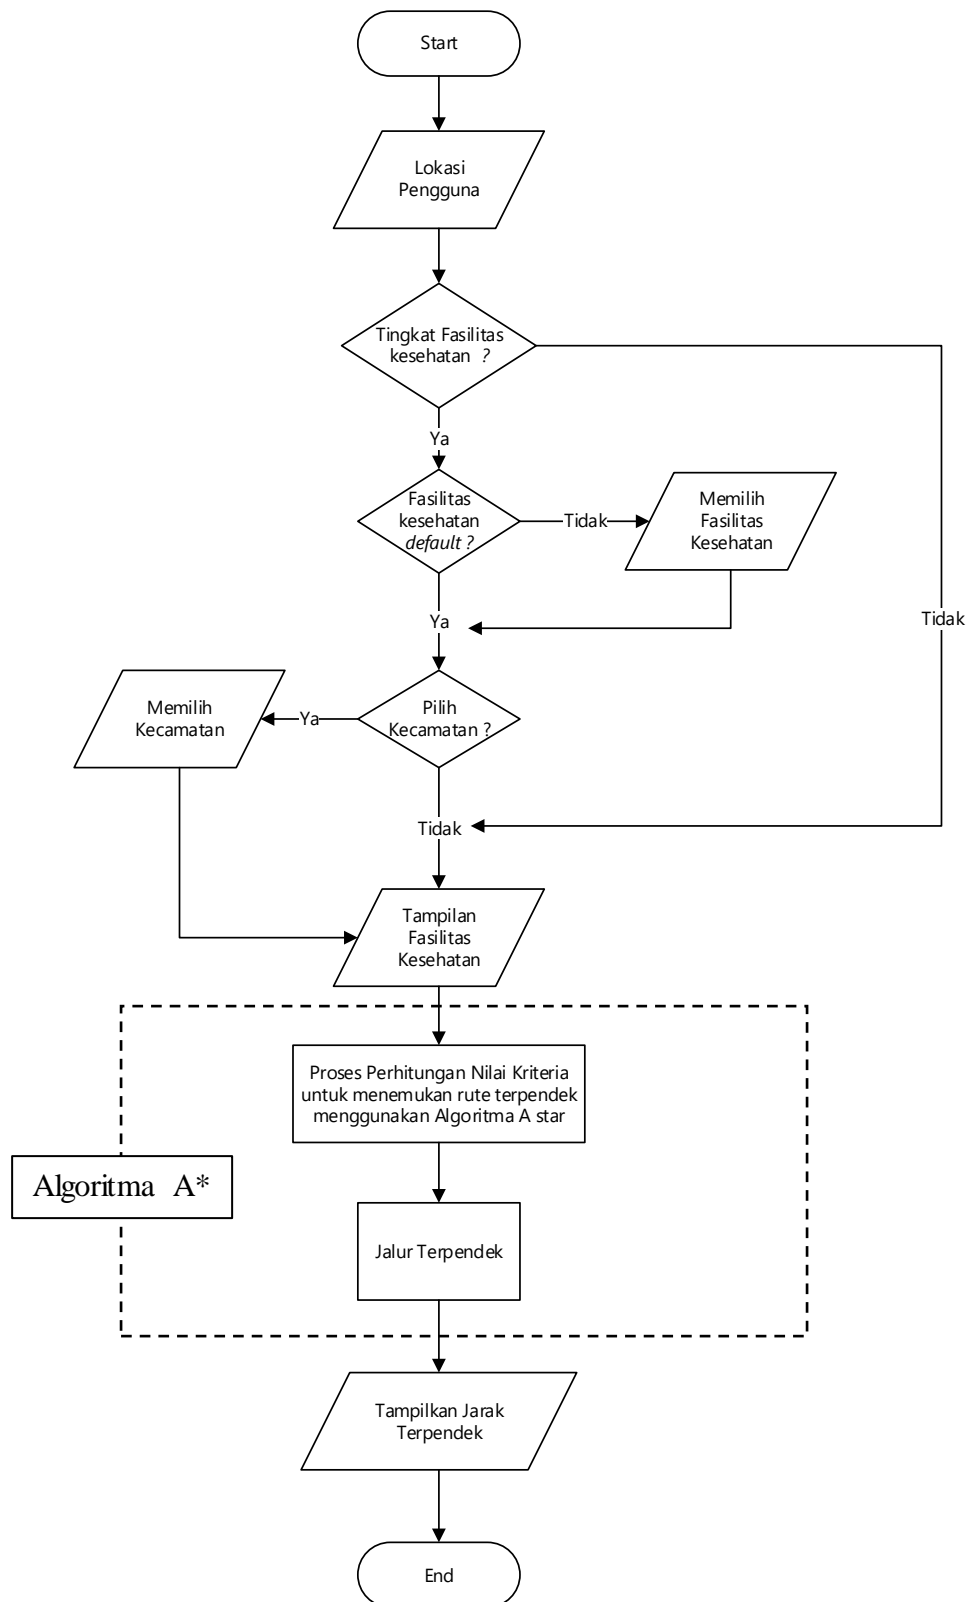 Start
Lokasi
Pengguna
Tingkat Fasilitas
kesehatan ?
Ya
Fasilitas
kesehatan
default ?
Tidak
Memilih
Fasilitas
Kesehatan
Ya
Tidak
Memilih
Kecamatan
Ya
Pilih
Kecamatan ?
Tidak
Tampilan
Fasilitas
Kesehatan
Proses Perhitungan Nilai Kriteria
untuk menemukan rute terpendek
menggunakan Algoritma A star
Algoritma A*
Jalur Terpendek
Tampilkan Jarak
Terpendek
End